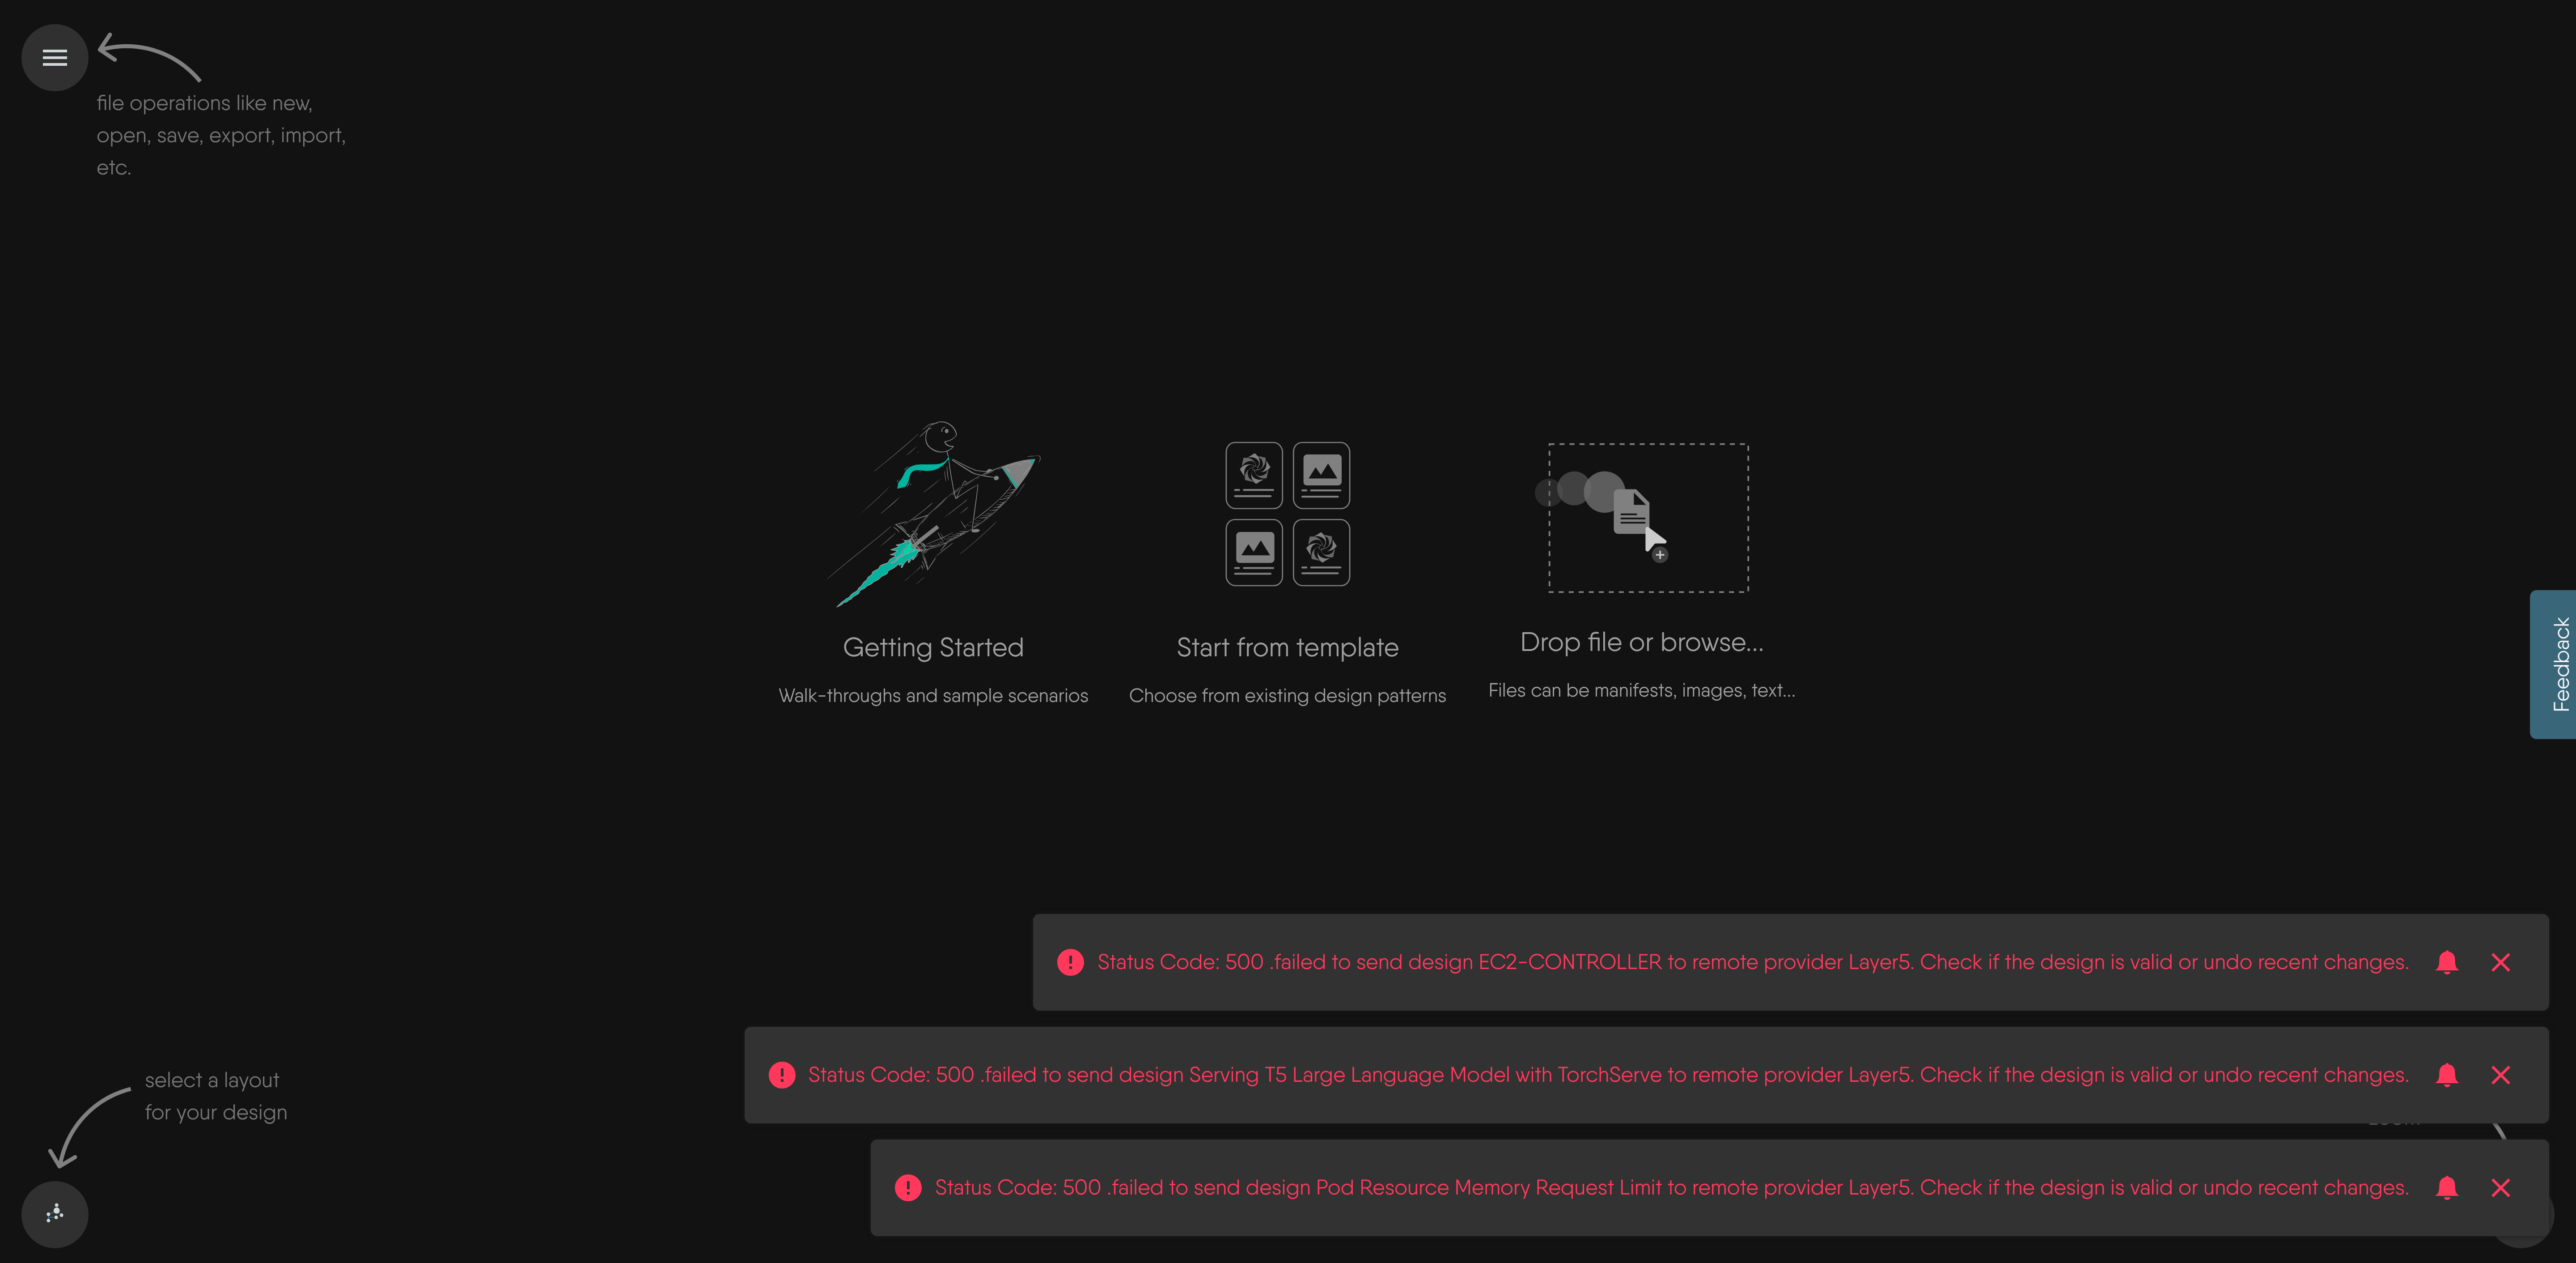 file operations like new,
open, save, export, import,
etc.
Getting Started
Walk-throughs and sample scenarios
Start from template
Choose from existing design patterns
Drop file or browse...
Files can be manifests, images, text...
Feedback
Status Code: 500 .failed to send design EC2-CONTROLLER to remote provider Layer5. Check if the design is valid or undo recent changes.
Status Code: 500 .failed to send design Serving T5 Large Language Model with TorchServe to remote provider Layer5. Check if the design is valid or undo recent changes.
Status Code: 500 .failed to send design Pod Resource Memory Request Limit to remote provider Layer5. Check if the design is valid or undo recent changes.
select a layout
for your design